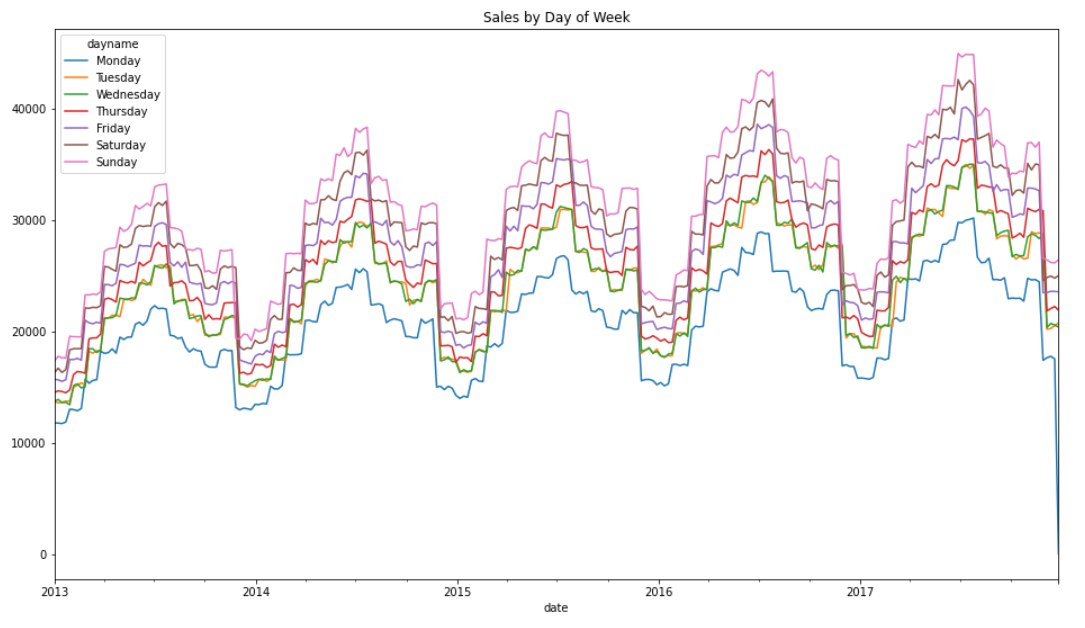 Sales by Day of Week
dayname
Monday
Tuesday
Wednesday
Thursday
Friday
Saturday
Sunday
40000
30000
20000
10000
0
2013 2014 2015 2016 2017
date